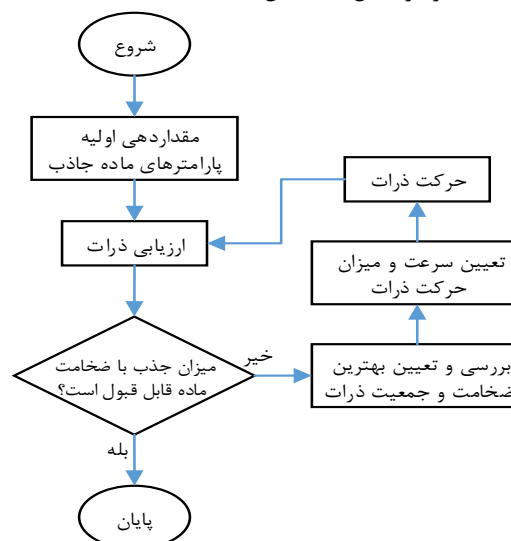 شروع
مقداردهی اولیه
پارامترهای ماده جاذب
ارزیابی ذرات
میزان جذب با ضخامت
ماده قابل قبول است؟
خیر
بررسی و تعیین بهترین
ضخامت و جمعیت ذرات
تعیین سرعت و میزان
حرکت ذرات
حرکت ذرات
بله
پایان